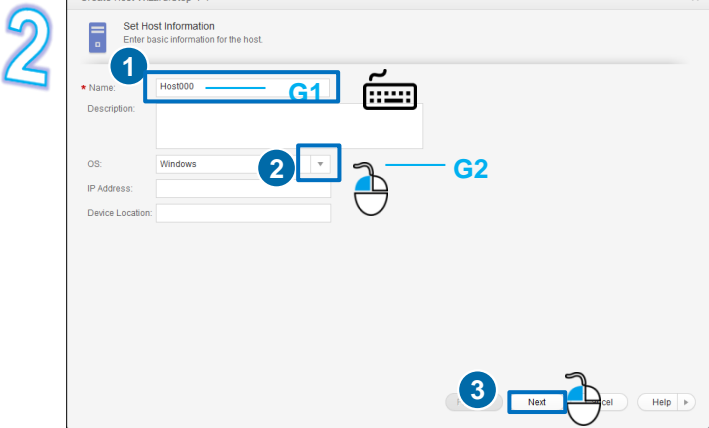 2
Set Host Information
Enter basic information for the host.
1
* Name: Host000 G1
Description:
OS: Windows 2 G2
IP Address:
Device Location:
3 Next Help